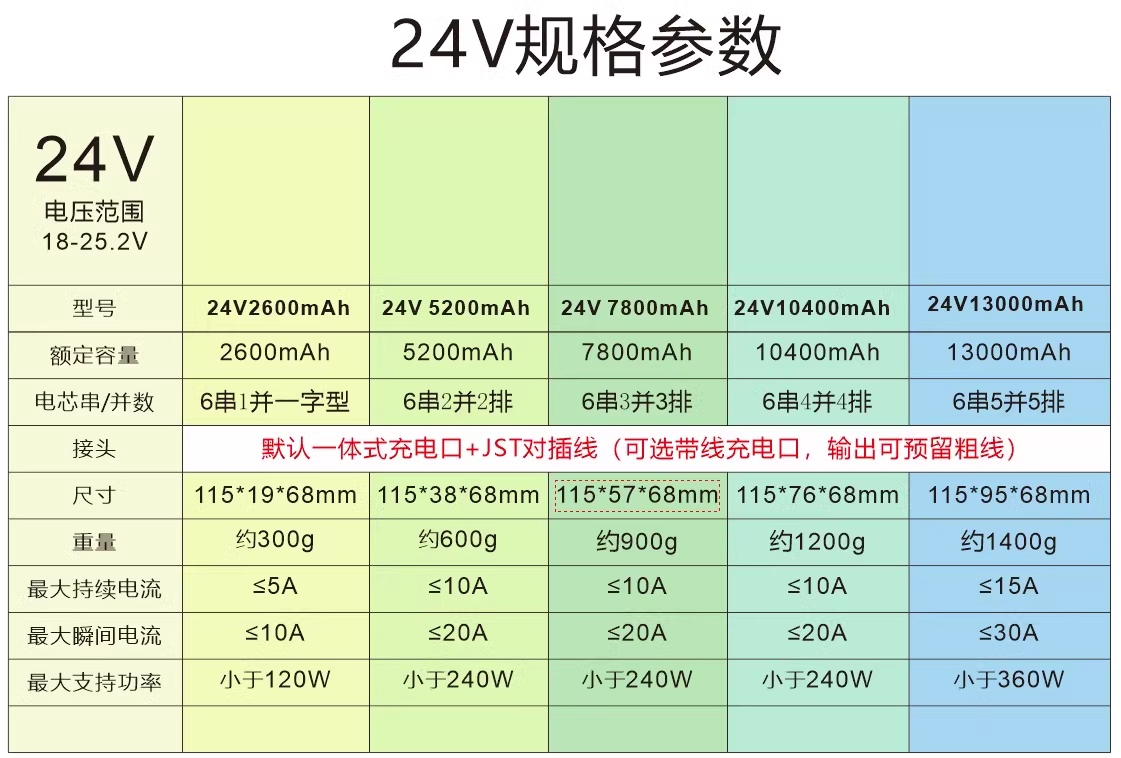 24V规格参数
24V
电压范围
18-25.2V
型号 24V2600mAh 24V 5200mAh 24V 7800mAh 24V10400mAh 24V13000mAh
额定容量 2600mAh 5200mAh 7800mAh 10400mAh 13000mAh
电芯串/并数 6串1并一字型 6串2并2排 6串3并3排 6串4并4排 6串5并5排
接头 默认一体式充电口+JST对插线（可选带线充电口，输出可预留粗线）
尺寸 115*19*68mm 115*38*68mm 115*57*68mm 115*76*68mm 115*95*68mm
重量 约300g 约600g 约900g 约1200g 约1400g
最大持续电流 ≤5A ≤10A ≤10A ≤10A ≤15A
最大瞬间电流 ≤10A ≤20A ≤20A ≤20A ≤30A
最大支持功率 小于120W 小于240W 小于240W 小于240W 小于360W